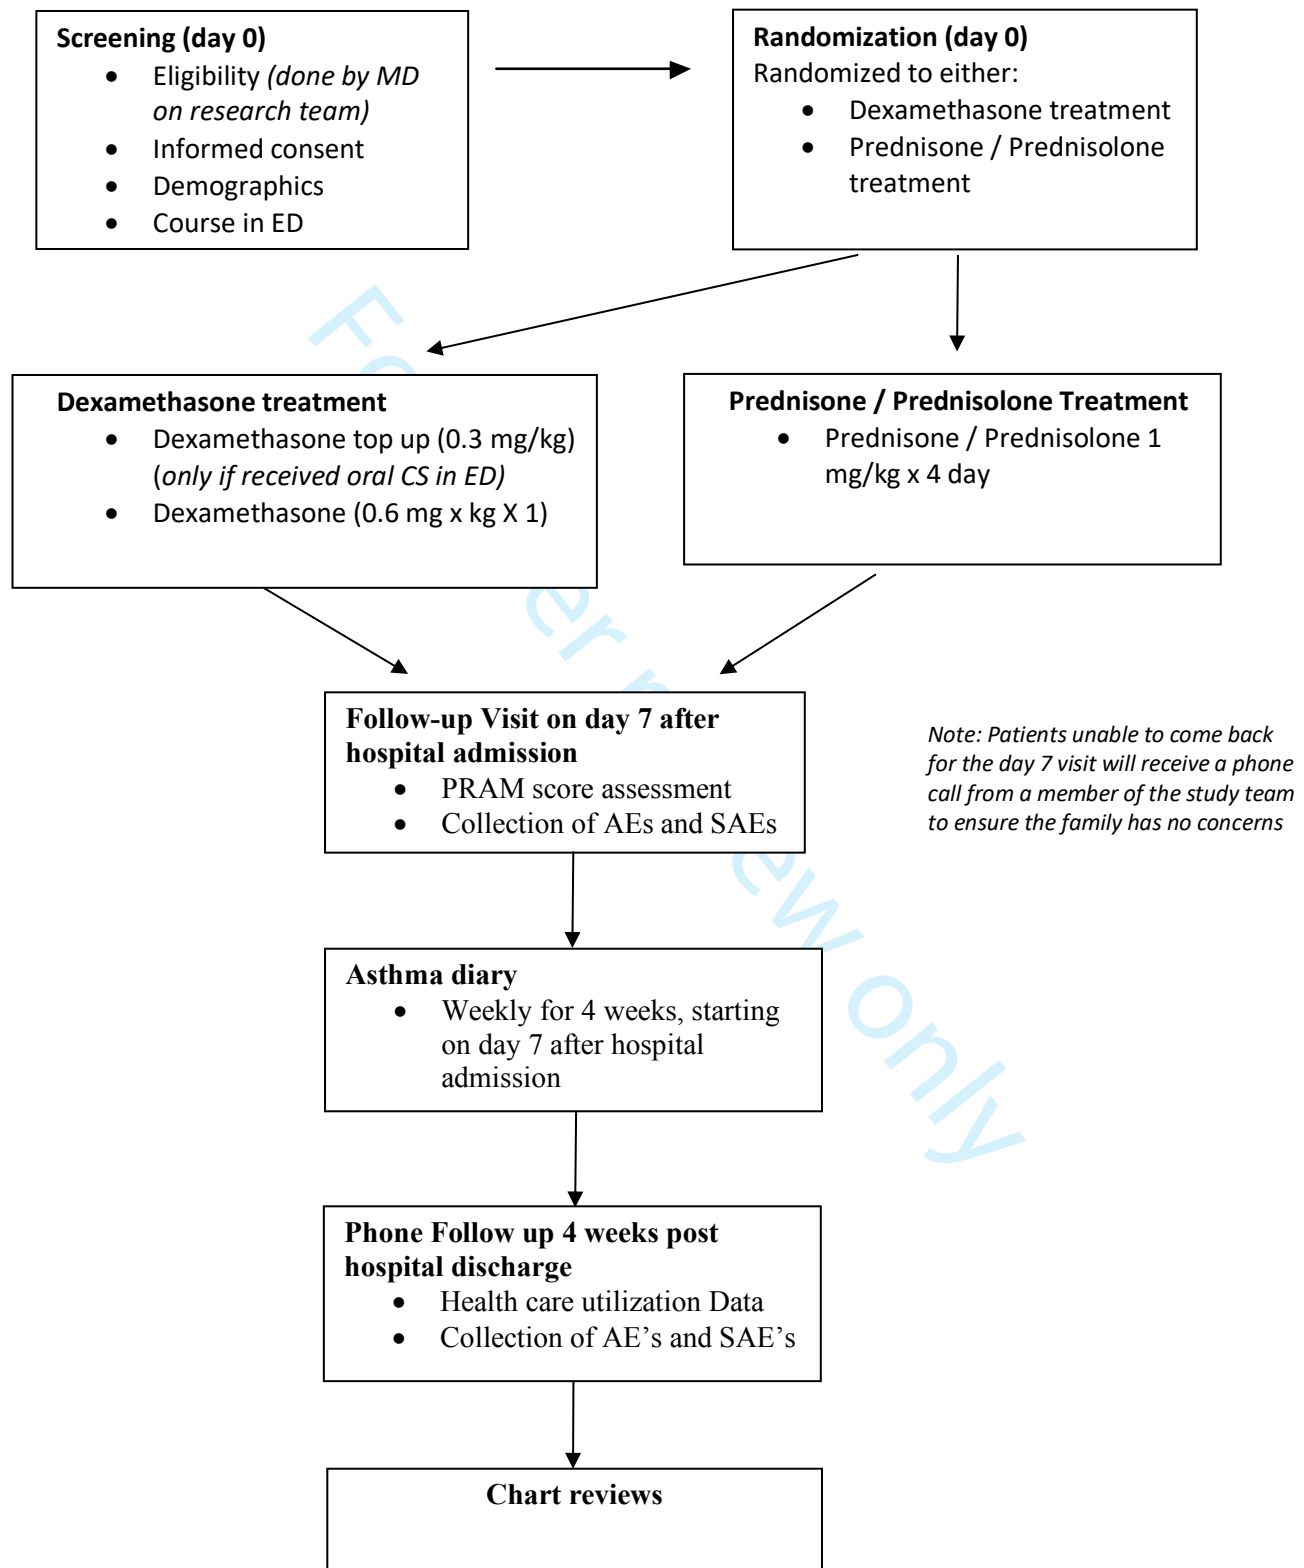 Screening (day 0)
• Eligibility (done by MD
on research team)
• Informed consent
• Demographics
• Course in ED
Randomization (day 0)
Randomized to either:
• Dexamethasone treatment
• Prednisone / Prednisolone
treatment
Dexamethasone treatment
• Dexamethasone top up (0.3 mg/kg)
(only if received oral CS in ED)
• Dexamethasone (0.6 mg x kg X 1)
Prednisone / Prednisolone Treatment
• Prednisone / Prednisolone 1
mg/kg x 4 day
Follow-up Visit on day 7 after
hospital admission
• PRAM score assessment
• Collection of AEs and SAEs
Note: Patients unable to come back
for the day 7 visit will receive a phone
call from a member of the study team
to ensure the family has no concerns
Asthma diary
• Weekly for 4 weeks, starting
on day 7 after hospital
admission
Phone Follow up 4 weeks post
hospital discharge
• Health care utilization Data
• Collection of AE's and SAE's
Chart reviews